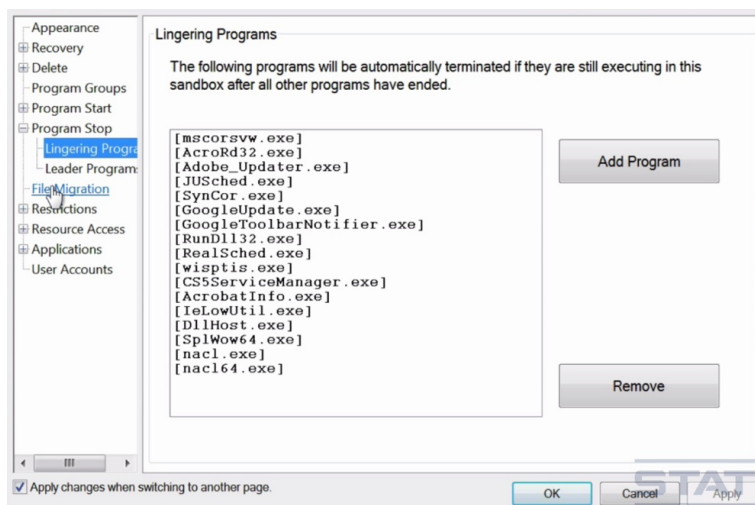 Appearance
Recovery
Delete
Program Groups
Program Start
Program Stop
Lingering Progra
Leader Programs
File Migration
Restrictions
Resource Access
Applications
User Accounts
Lingering Programs
The following programs will be automatically terminated if they are still executing in this
sandbox after all other programs have ended.
[mscorsvw.exe]
[AcroRd32.exe]
[Adobe_Updater.exe]
[JUSched.exe]
[SynCor.exe]
[GoogleUpdate.exe]
[GoogleToolbarNotifier.exe]
[RunDll32.exe]
[RealSched.exe]
[wisptis.exe]
[CS5ServiceManager.exe]
[AcrobatInfo.exe]
[IeLowUtil.exe]
[DllHost.exe]
[SplWow64.exe]
[nacl.exe]
[nacl64.exe]
Add Program
Remove
Apply changes when switching to another page.
OK
Cancel
Apply
STAT